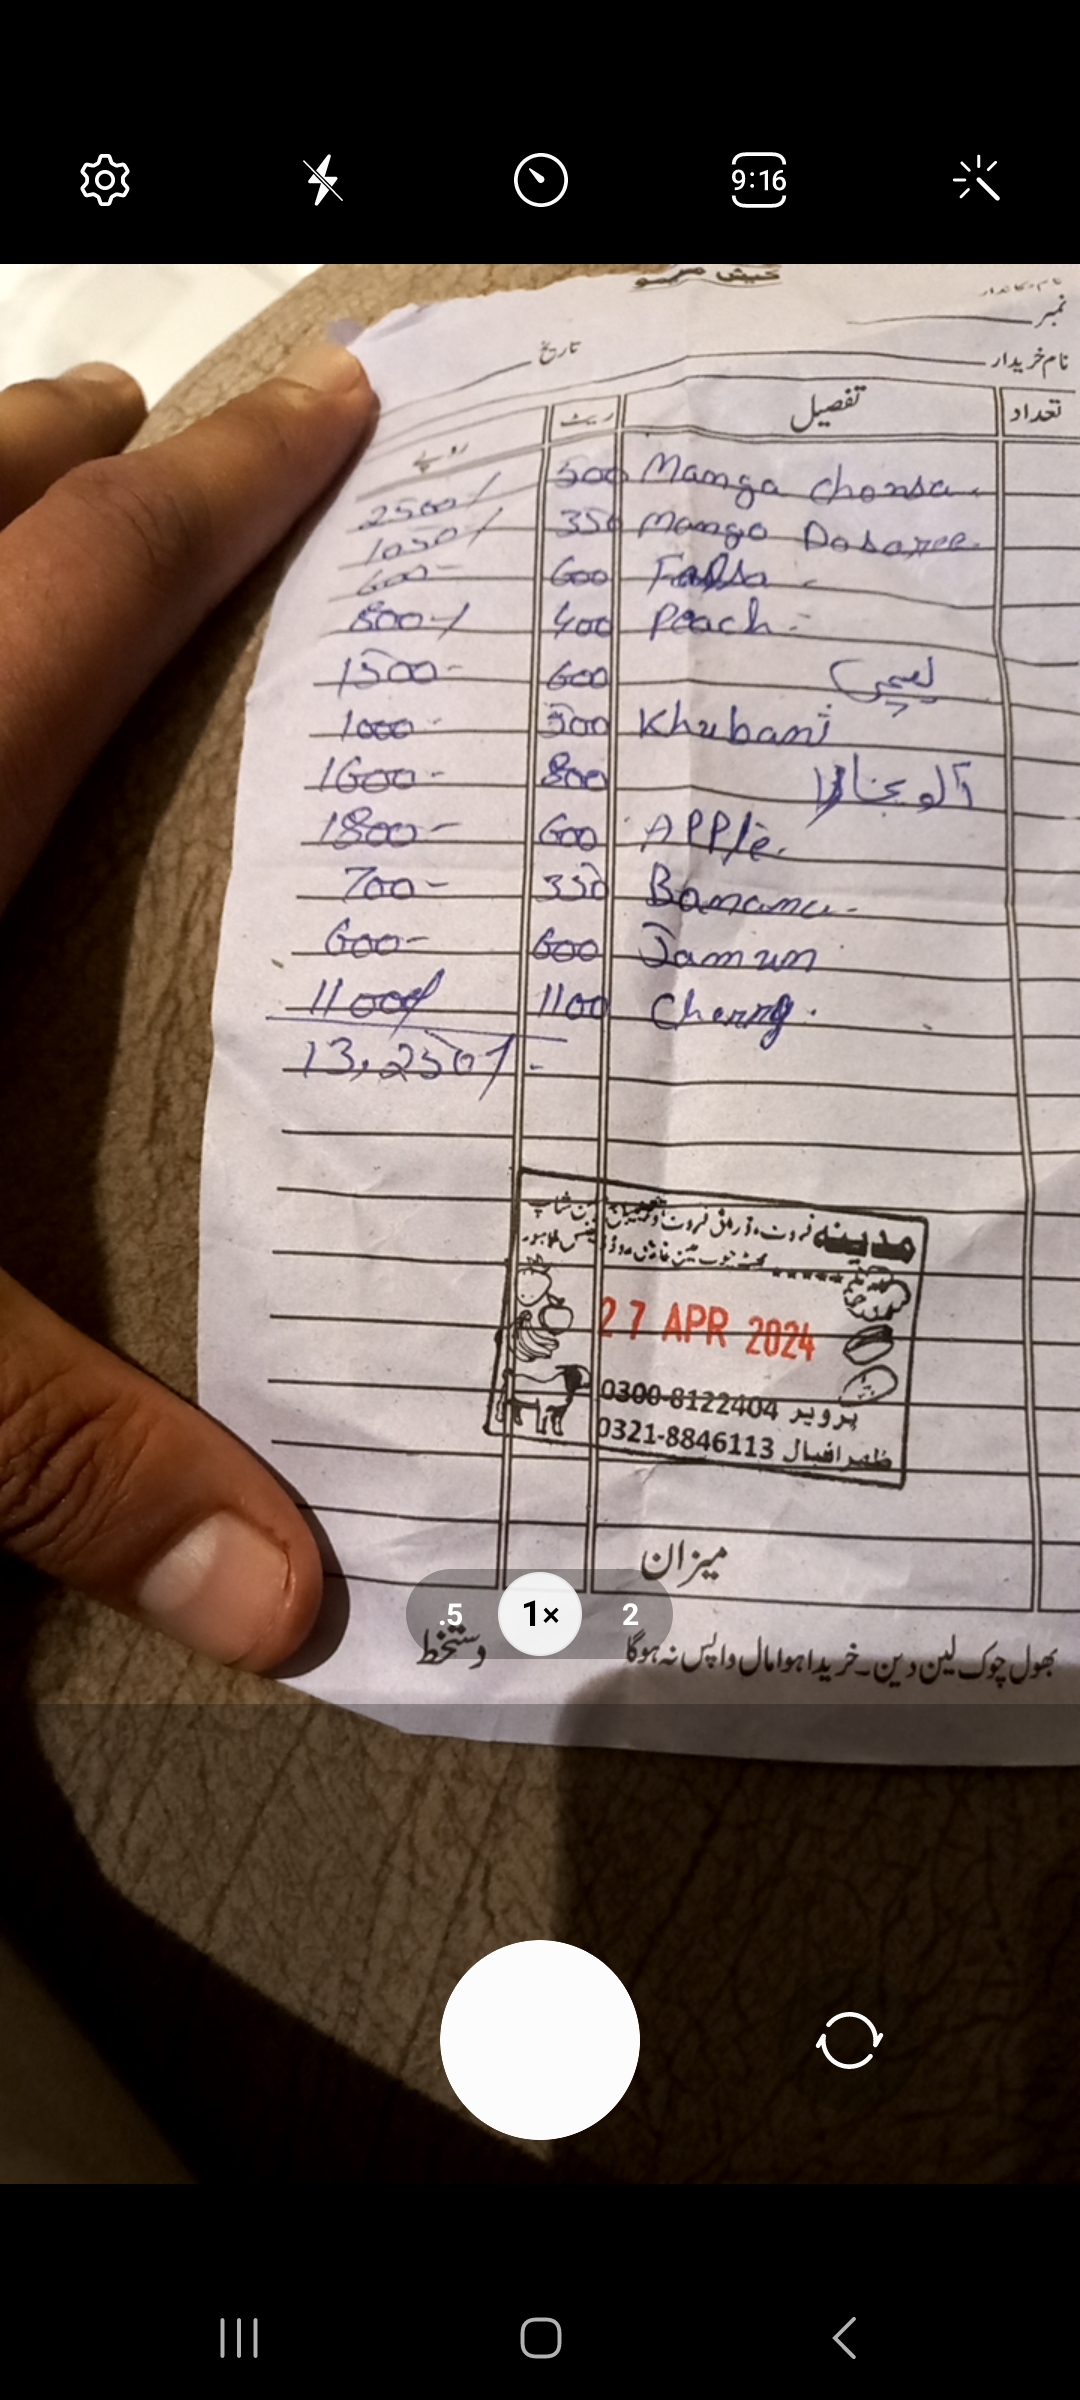 9:16
کیش میمو
نمبر
تاریخ
نام خریدار
روپے ریٹ تفصیل تعداد
2500/ 500 Manga chonsa.
1050/ 350 Mango Dosaree.
600- 600 Falsa.
800-/ 400 Peach -
1500- 600 لیچی
1000- 500 Khubani
1600- 800 آلو بخارا
1800- 600 APPle.
700- 350 Banana-
600- 600 Jamun
1100/ 1100 Cherry.
13,250/-
مدینہ فروٹ، ڈرائی فروٹ
27 APR 2024
0300-8122404 پرویز
0321-8846113 ظہیر اقبال
میزان
.5 1× 2
دستخط
بھول چوک لین دین۔ خریدا ہوا مال واپس نہ ہوگا